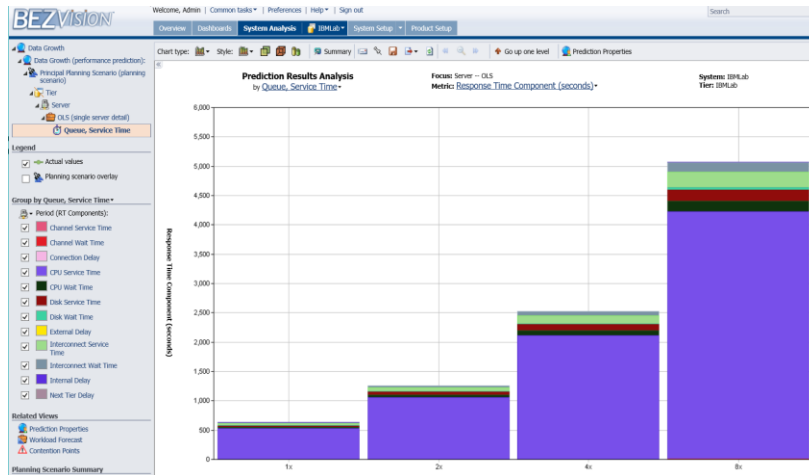 BEZVISION
Welcome, Admin | Common tasks | Preferences | Help | Sign out
Search
Overview Dashboards System Analysis IBMLab System Setup Product Setup
Data Growth
Data Growth (performance prediction):
Principal Planning Scenario (planning
scenario)
Tier
Server
OLS (single server detail)
Queue, Service Time
Legend
Actual values
Planning scenario overlay
Group by Queue, Service Time
Period (RT Components):
Channel Service Time
Channel Wait Time
Connection Delay
CPU Service Time
CPU Wait Time
Disk Service Time
Disk Wait Time
External Delay
Interconnect Service
Time
Interconnect Wait Time
Internal Delay
Next Tier Delay
Related Views
Prediction Properties
Workload Forecast
Contention Points
Planning Scenario Summary
Chart type: Style: Summary Go up one level Prediction Properties
Prediction Results Analysis
by Queue, Service Time
Focus: Server -- OLS
Metric: Response Time Component (seconds)
System: IBMLab
Tier: IBMLab
Response Time Component (seconds)
6,000
5,500
5,000
4,500
4,000
3,500
3,000
2,500
2,000
1,500
1,000
500
0
1x 2x 4x 8x